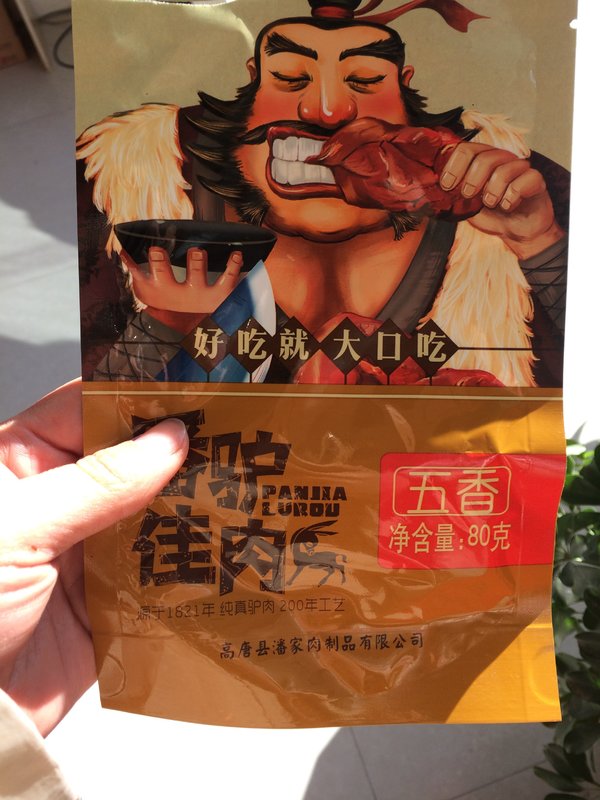 好吃就大口吃
驴
佳肉
PANJIA
LUROU
五香
净含量:80克
源于1821年 纯真驴肉 200年工艺
高唐县潘家肉制品有限公司